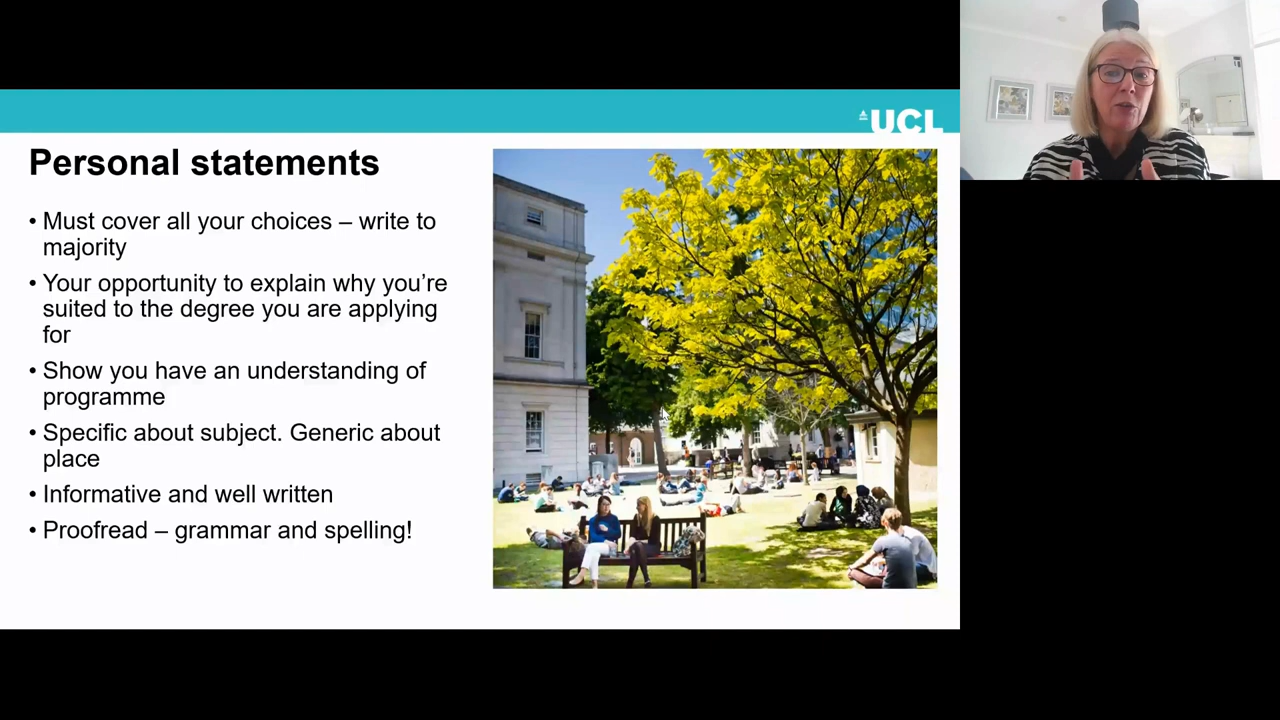 UCL
Personal statements
• Must cover all your choices – write to
majority
• Your opportunity to explain why you’re
suited to the degree you are applying
for
• Show you have an understanding of
programme
• Specific about subject. Generic about
place
• Informative and well written
• Proofread – grammar and spelling!